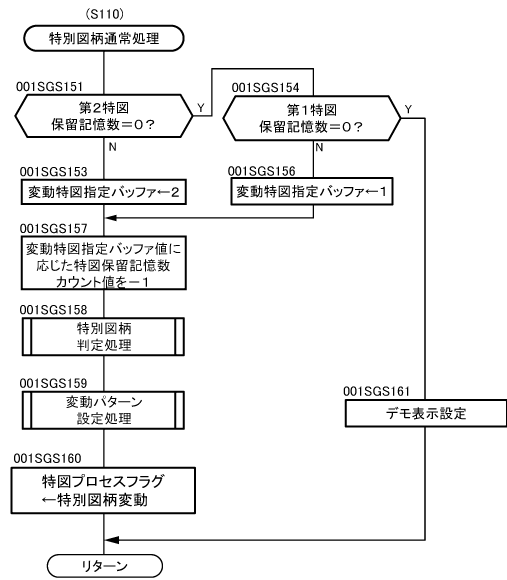 (S110)
特別図柄通常処理
001SGS151
第2特図
保留記憶数=0?
Y
N
001SGS154
第1特図
保留記憶数=0?
Y
N
001SGS153
変動特図指定バッファ←2
001SGS156
変動特図指定バッファ←1
001SGS157
変動特図指定バッファ値に
応じた特図保留記憶数
カウント値を-1
001SGS158
特別図柄
判定処理
001SGS159
変動パターン
設定処理
001SGS161
デモ表示設定
001SGS160
特図プロセスフラグ
←特別図柄変動
リターン